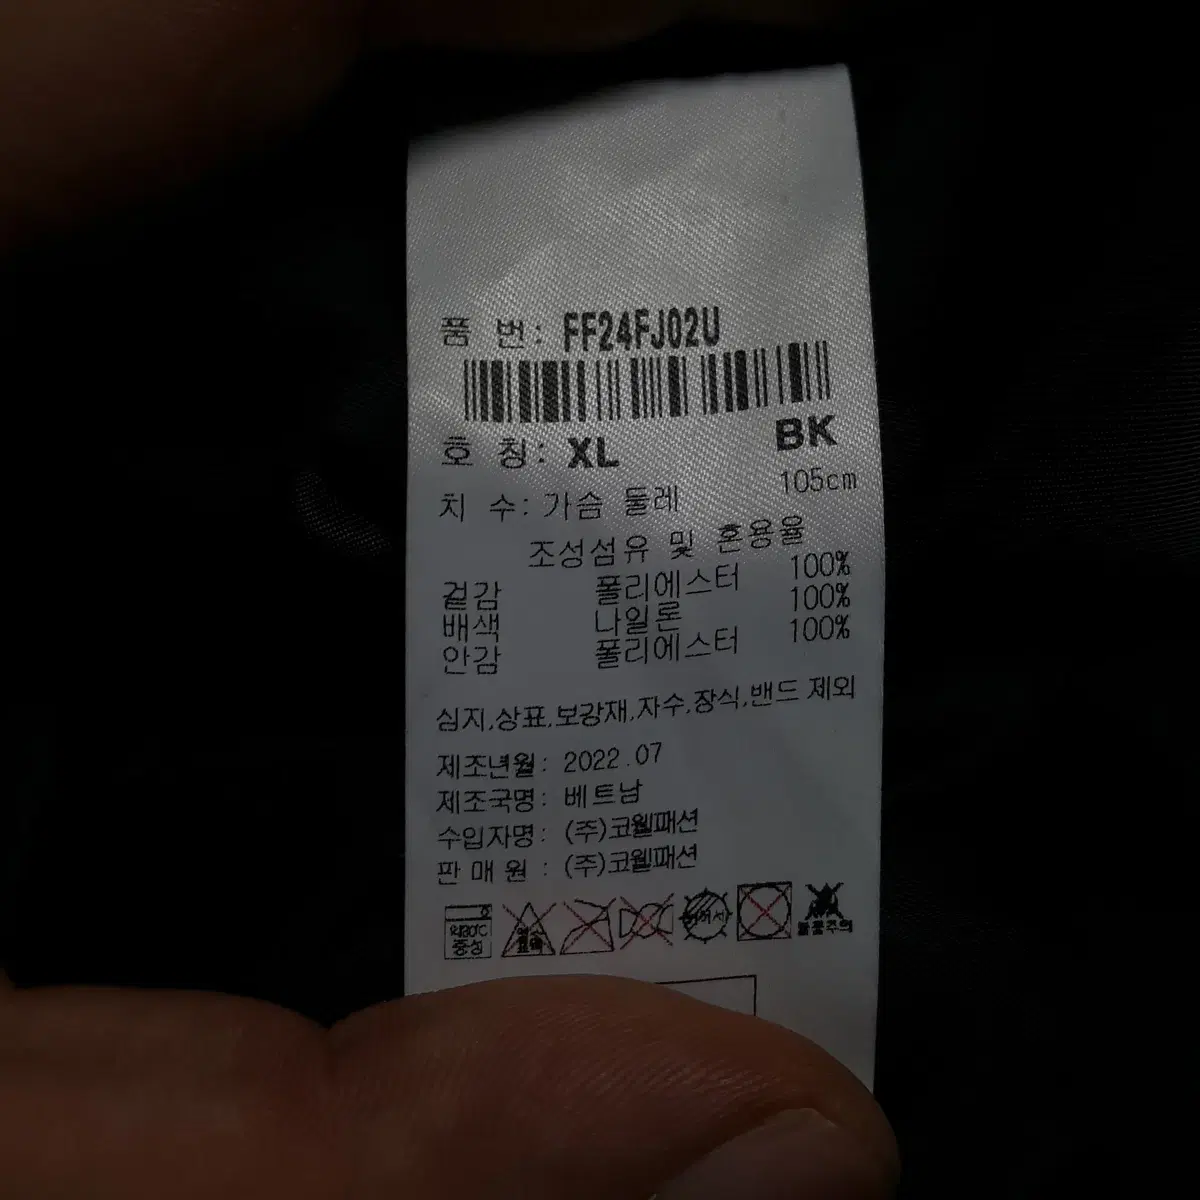 품 번: FF24FJ02U
호 칭: XL BK
치 수: 가슴 둘레 105cm
조성섬유 및 혼용율
겉감 폴리에스터 100%
배색 나일론 100%
안감 폴리에스터 100%
심지,상표,보강재,자수,장식,밴드 제외
제조년월: 2022.07
제조국명: 베트남
수입자명: (주)코웰패션
판 매 원 : (주)코웰패션
중성